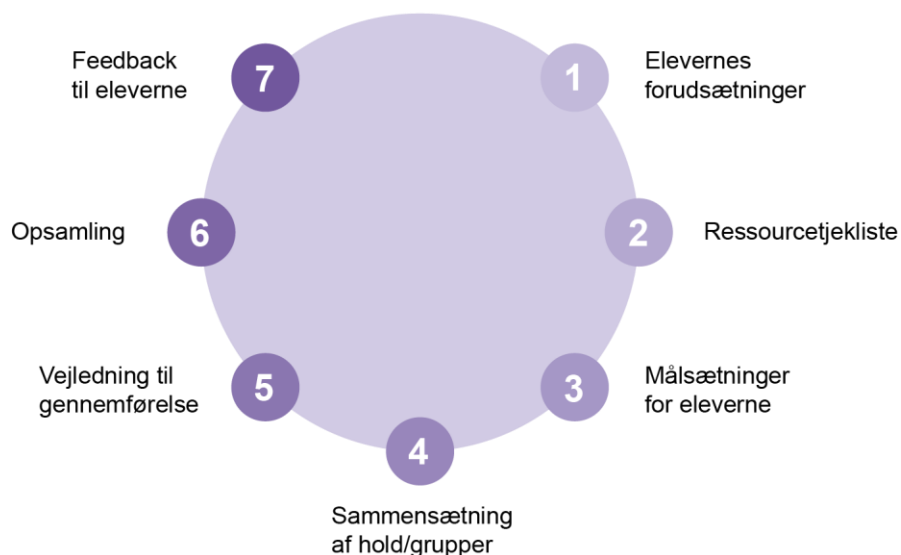 1
Elevernes
forudsætninger
2
Ressourcetjekliste
3
Målsætninger
for eleverne
4
Sammensætning
af hold/grupper
5
Vejledning til
gennemførelse
6
Opsamling
7
Feedback
til eleverne